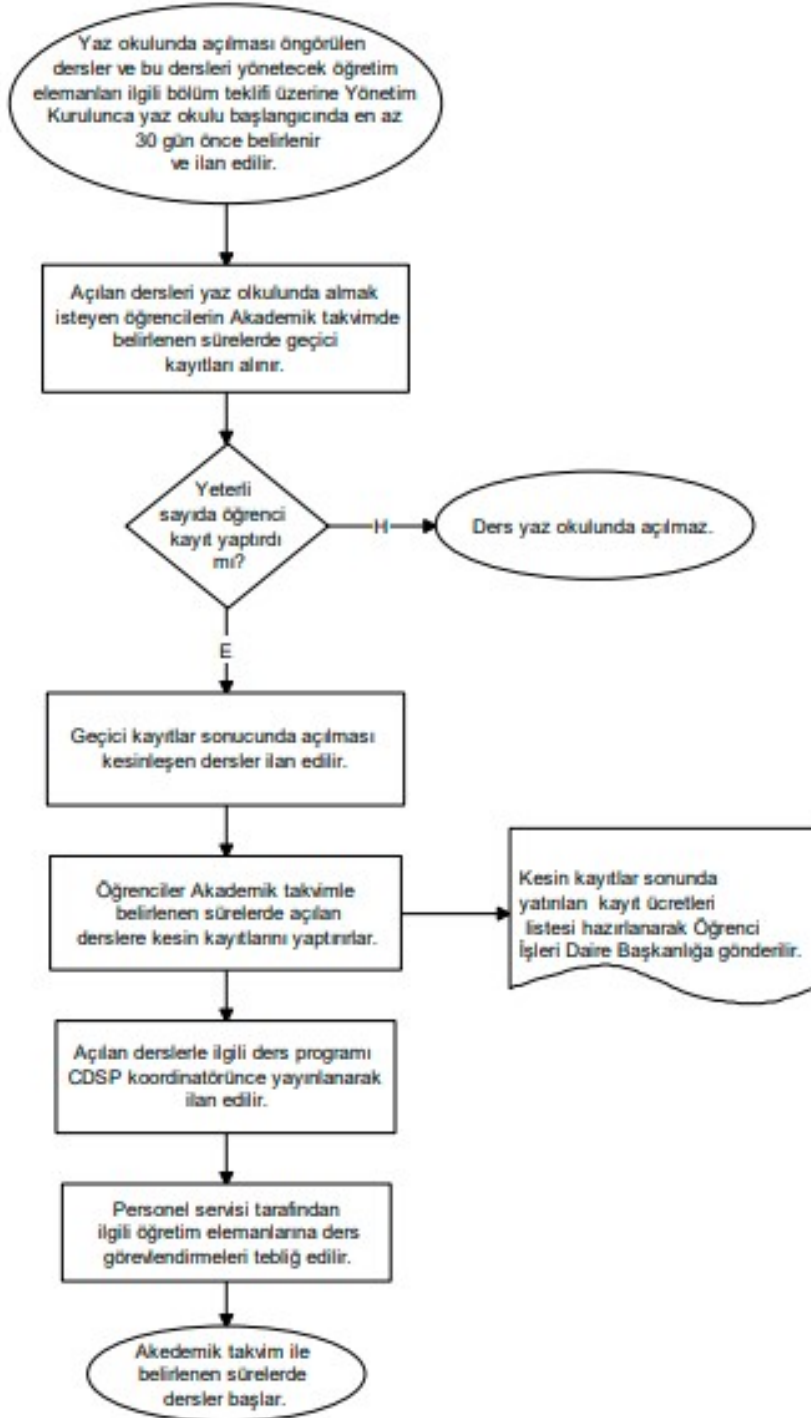 Yaz okulunda açılması öngörülen
dersler ve bu dersleri yönetecek öğretim
elemanları ilgili bölüm teklifi üzerine Yönetim
Kurulunca yaz okulu başlangıcında en az
30 gün önce belirlenir
ve ilan edilir.
Açılan dersleri yaz olkulunda almak
isteyen öğrencilerin Akademik takvimde
belirlenen sürelerde geçici
kayıtları alınır.
Yeterli
sayıda öğrenci
kayıt yaptırdı
mı?
H
Ders yaz okulunda açılmaz.
E
Geçici kayıtlar sonucunda açılması
kesinleşen dersler ilan edilir.
Öğrenciler Akademik takvimle
belirlenen sürelerde açılan
derslere kesin kayıtlarını yaptırırlar.
Kesin kayıtlar sonunda
yatırılan kayıt ücretleri
listesi hazırlanarak Öğrenci
İşleri Daire Başkanlığa gönderilir.
Açılan derslerle ilgili ders programı
CDSP koordinatörünce yayınlanarak
ilan edilir.
Personel servisi tarafından
ilgili öğretim elemanlarına ders
görevlendirmeleri tebliğ edilir.
Akedemik takvim ile
belirlenen sürelerde
dersler başlar.